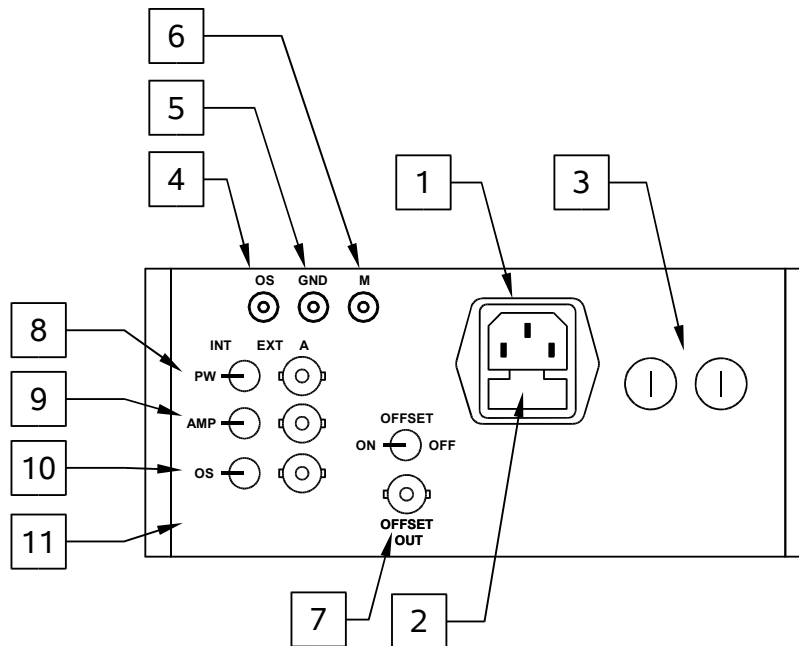 6
5
4
1
3
OS GND M
8
INT EXT A
PW
9
AMP
OFFSET
ON OFF
10
OS
11
OFFSET
OUT
7
2